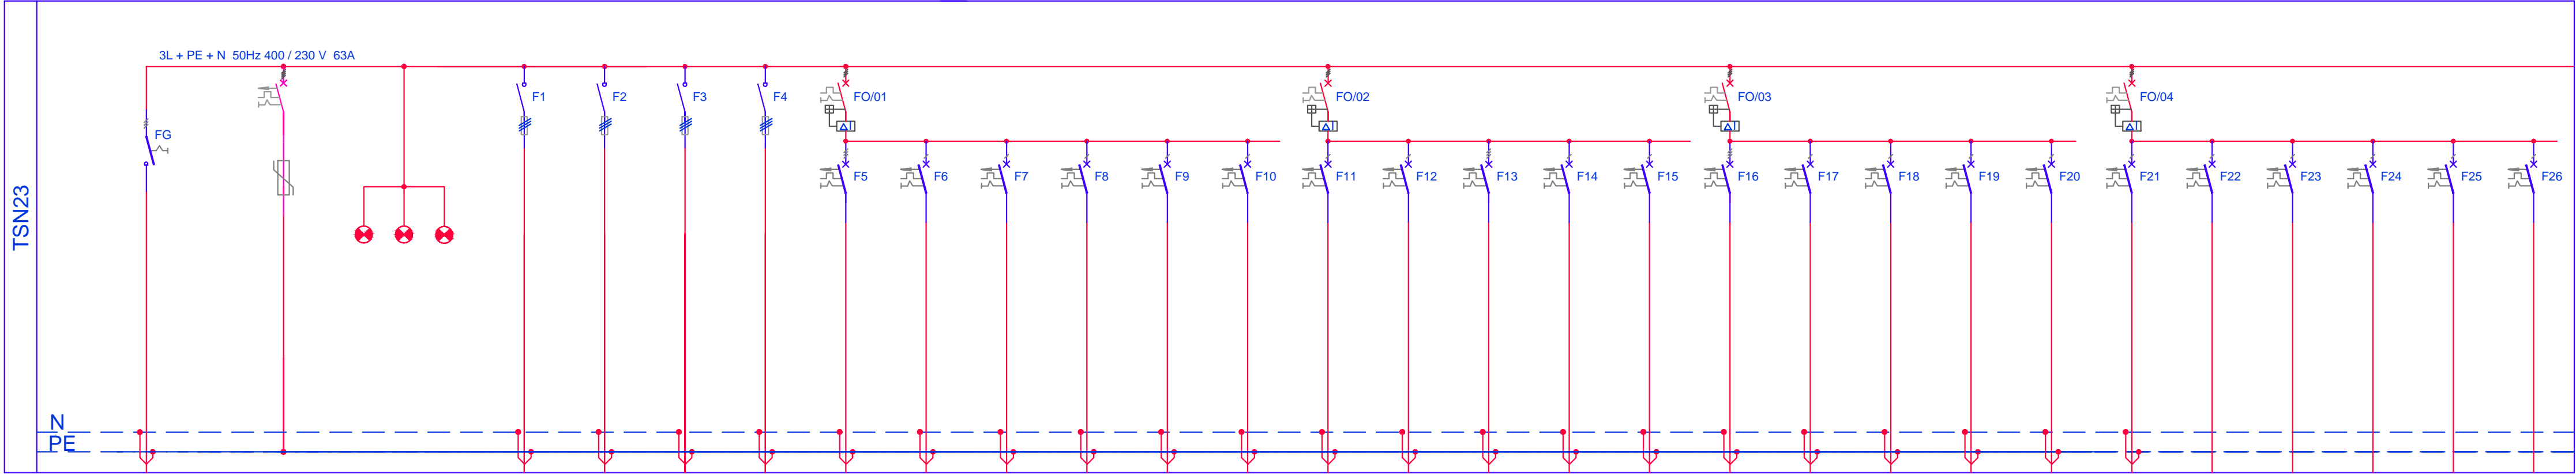 TSN23
3L + PE + N 50Hz 400 / 230 V 63A
FG
F1
F2
F3
F4
FO/01
FO/02
FO/03
FO/04
F5
F6
F7
F8
F9
F10
F11
F12
F13
F14
F15
F16
F17
F18
F19
F20
F21
F22
F23
F24
F25
F26
N
PE